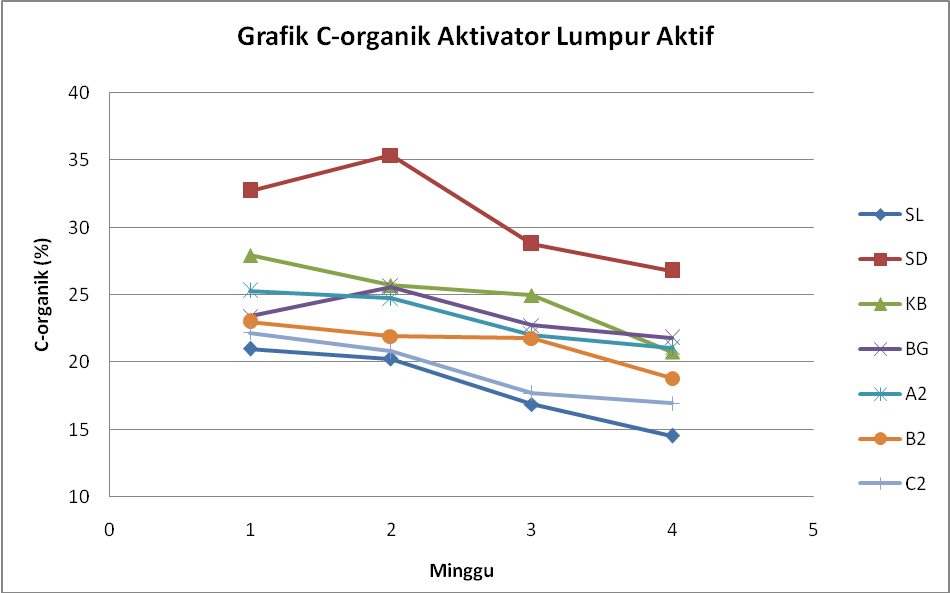 Grafik C-organik Aktivator Lumpur Aktif
40
35
30
25
20
15
10
C-organik (%)
0 1 2 3 4 5
Minggu
SL
SD
KB
BG
A2
B2
C2